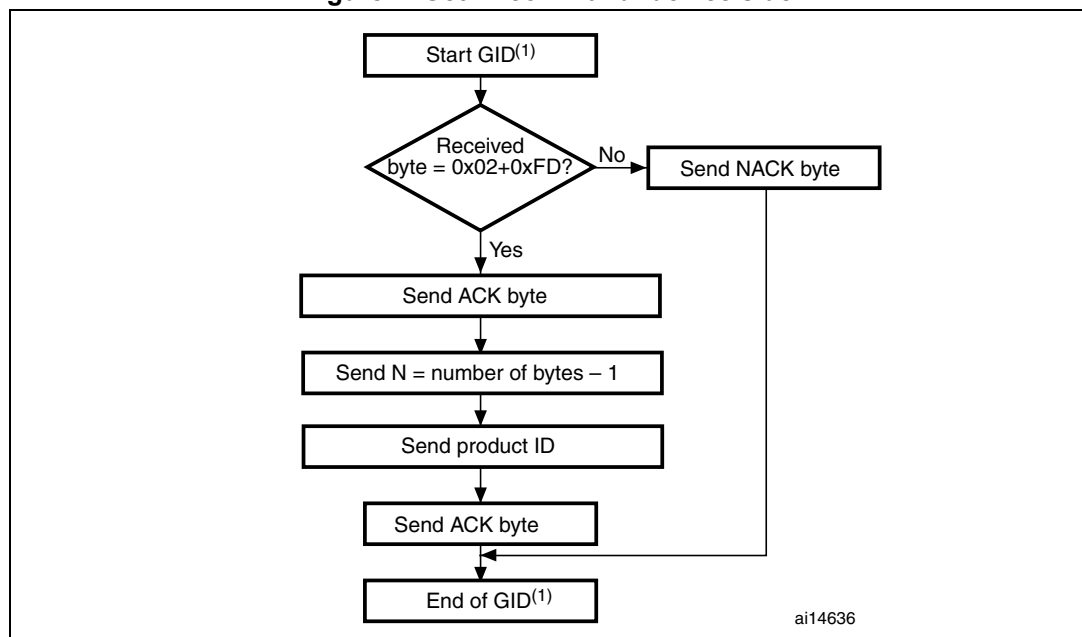 Start GID(1)
Received
byte = 0x02+0xFD?
No
Send NACK byte
Yes
Send ACK byte
Send N = number of bytes – 1
Send product ID
Send ACK byte
End of GID(1)
ai14636